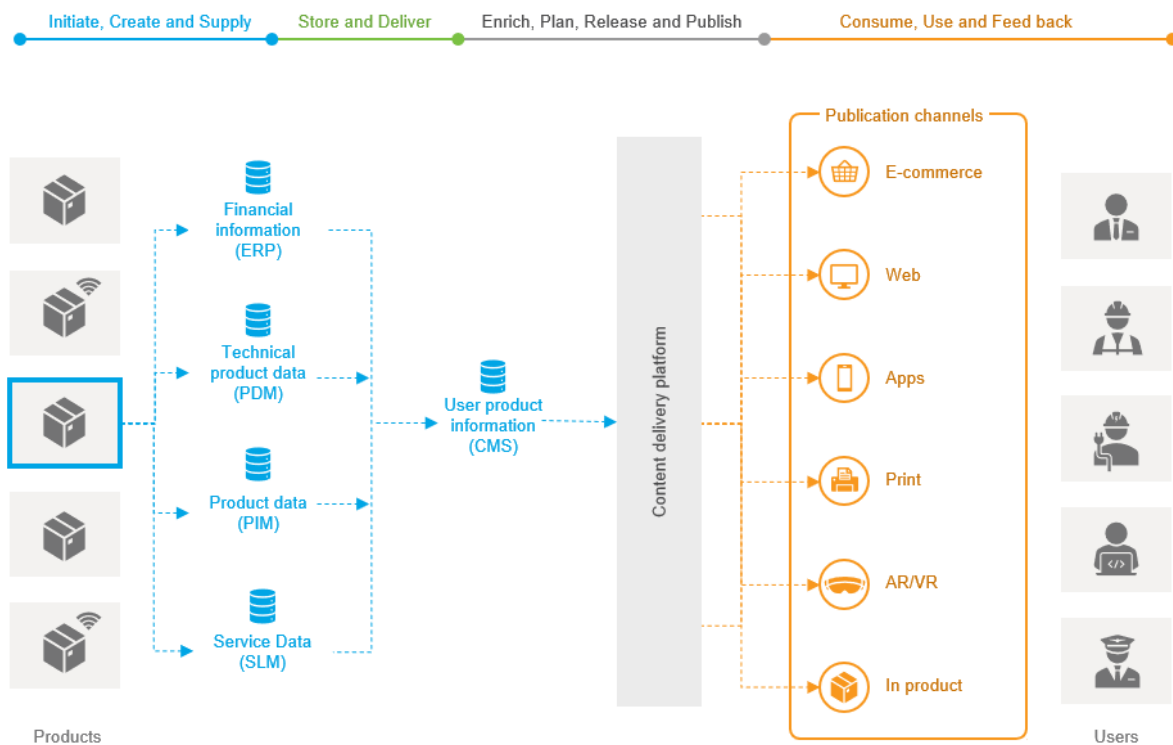 Initiate, Create and Supply
Store and Deliver
Enrich, Plan, Release and Publish
Consume, Use and Feed back
Publication channels
E-commerce
Financial
information
(ERP)
Web
Technical
product data
(PDM)
User product
information
(CMS)
Content delivery platform
Apps
Product data
(PIM)
Print
Service Data
(SLM)
AR/VR
</>
In product
Products
Users